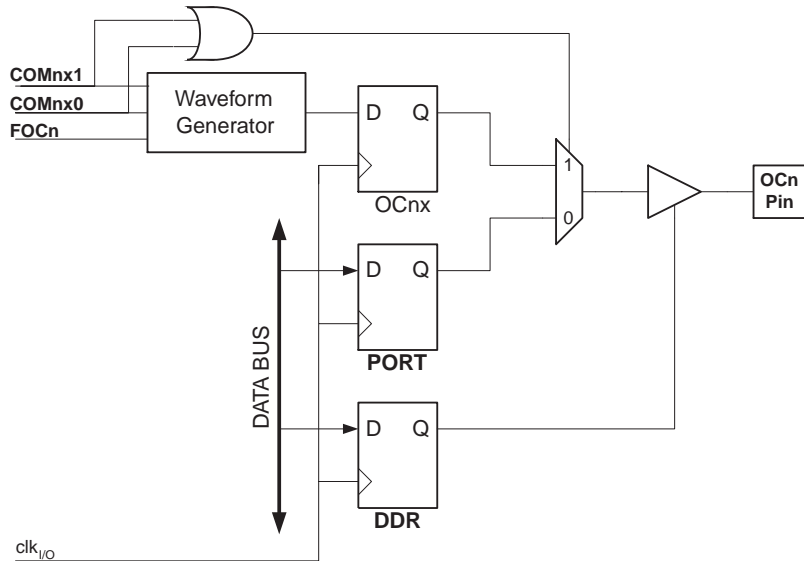 COMnx1
COMnx0
FOCn
Waveform
Generator
D Q
OCnx
1
0
OCn
Pin
D Q
PORT
DATA BUS
D Q
DDR
clkI/O